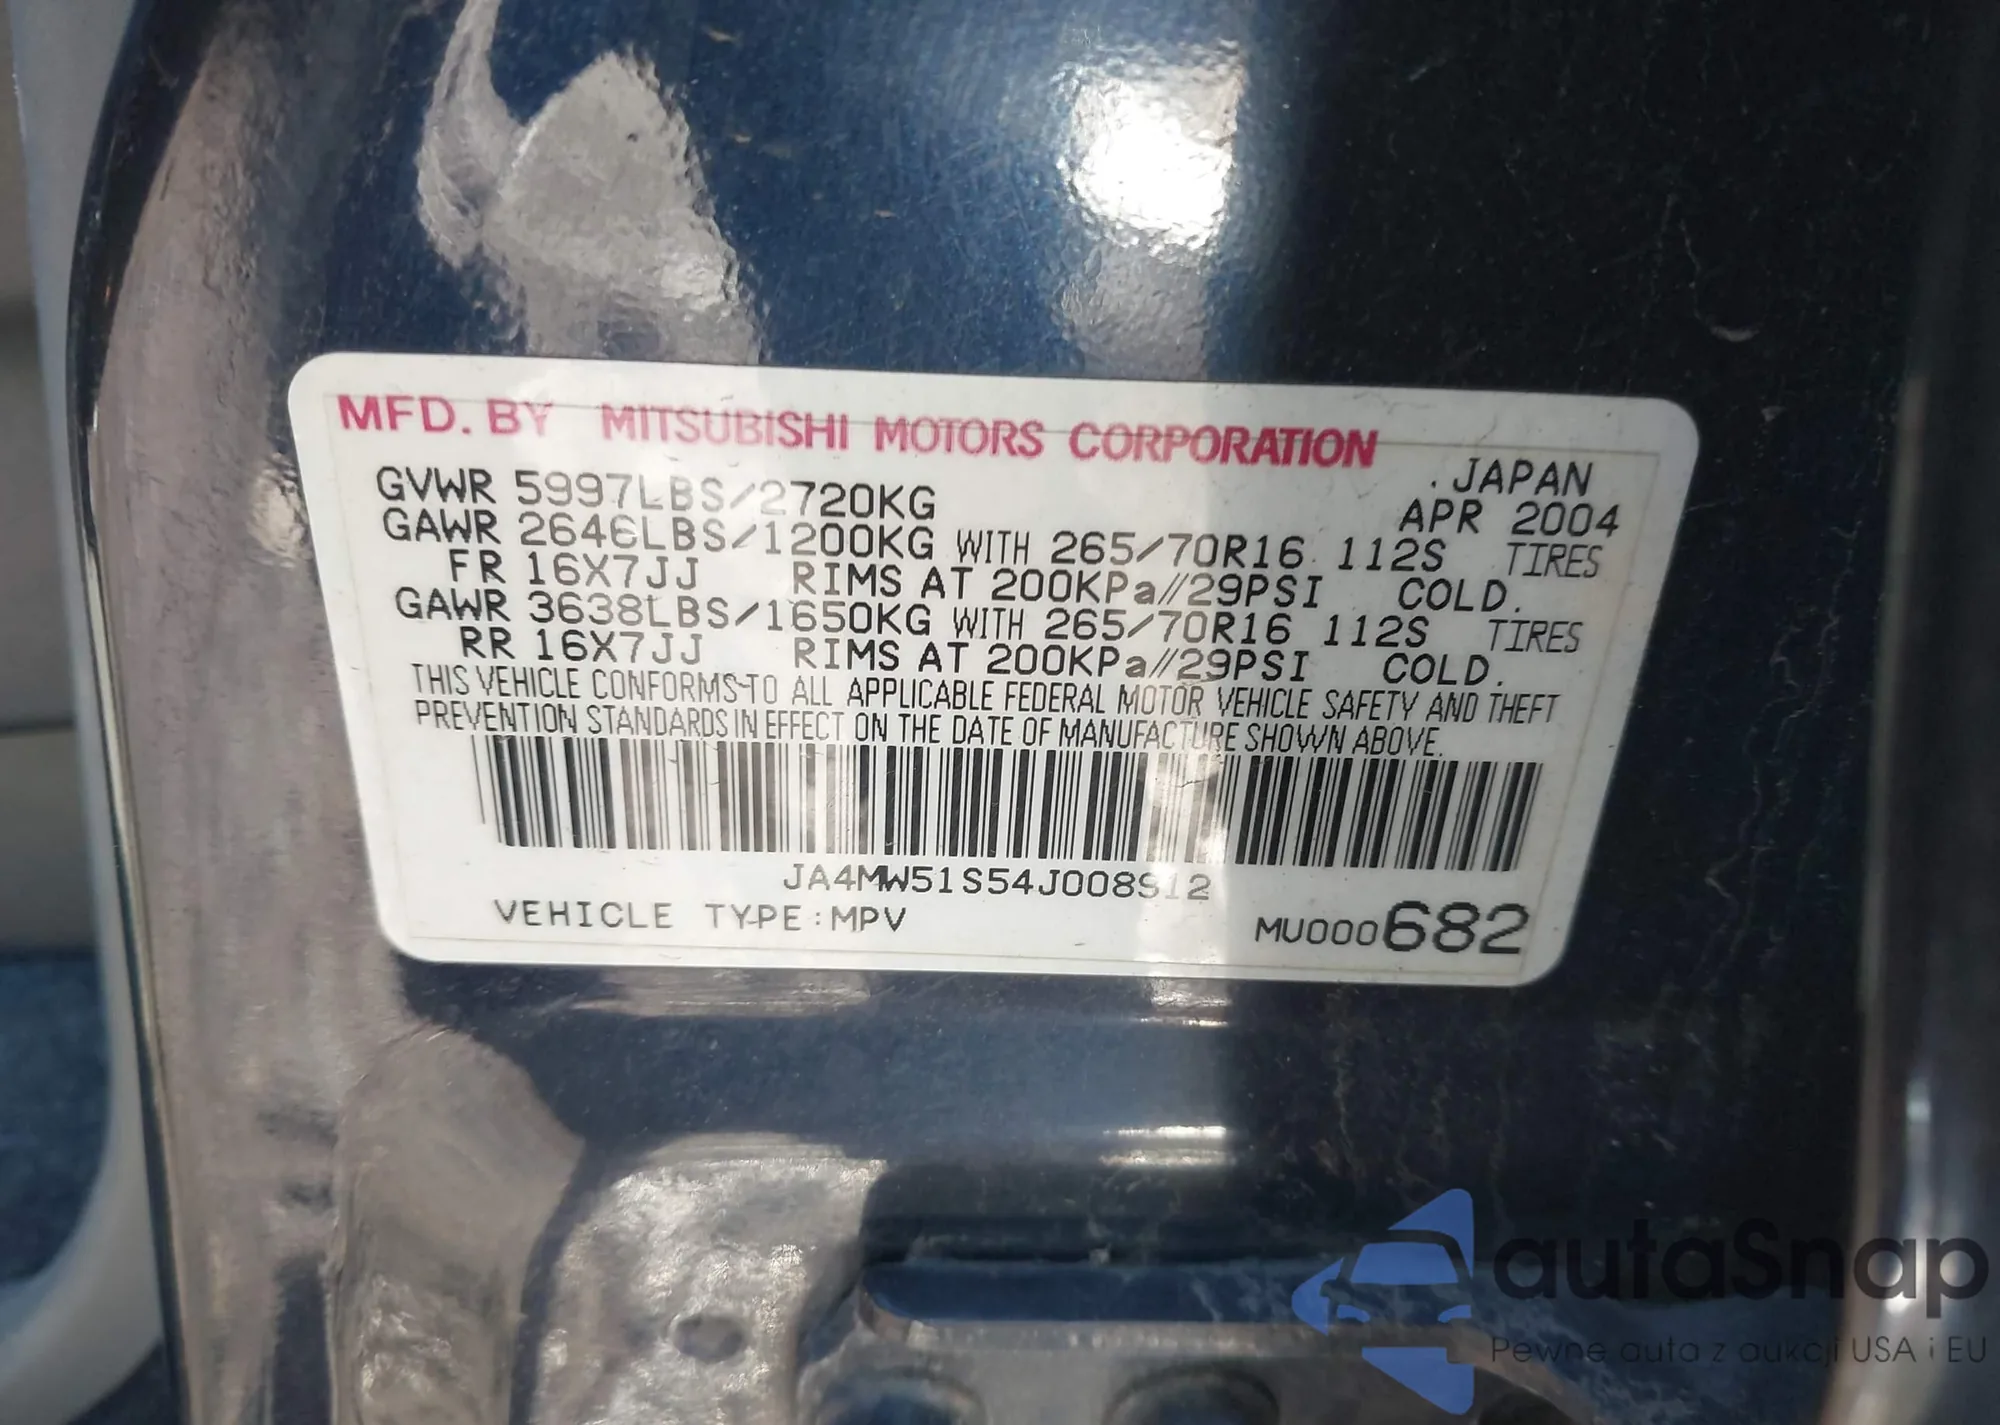 MFD. BY MITSUBISHI MOTORS CORPORATION
. JAPAN
GVWR 5997LBS/2720KG APR 2004
GAWR 2646LBS/1200KG WITH 265/70R16 112S TIRES
FR 16X7JJ RIMS AT 200KPa//29PSI COLD.
GAWR 3638LBS/1650KG WITH 265/70R16 112S TIRES
RR 16X7JJ RIMS AT 200KPa//29PSI COLD.
THIS VEHICLE CONFORMS TO ALL APPLICABLE FEDERAL MOTOR VEHICLE SAFETY AND THEFT
PREVENTION STANDARDS IN EFFECT ON THE DATE OF MANUFACTURE SHOWN ABOVE.
JA4MW51S54J008912
VEHICLE TYPE:MPV MU000682
autaSnap
Pewne auta z aukcji USA i EU